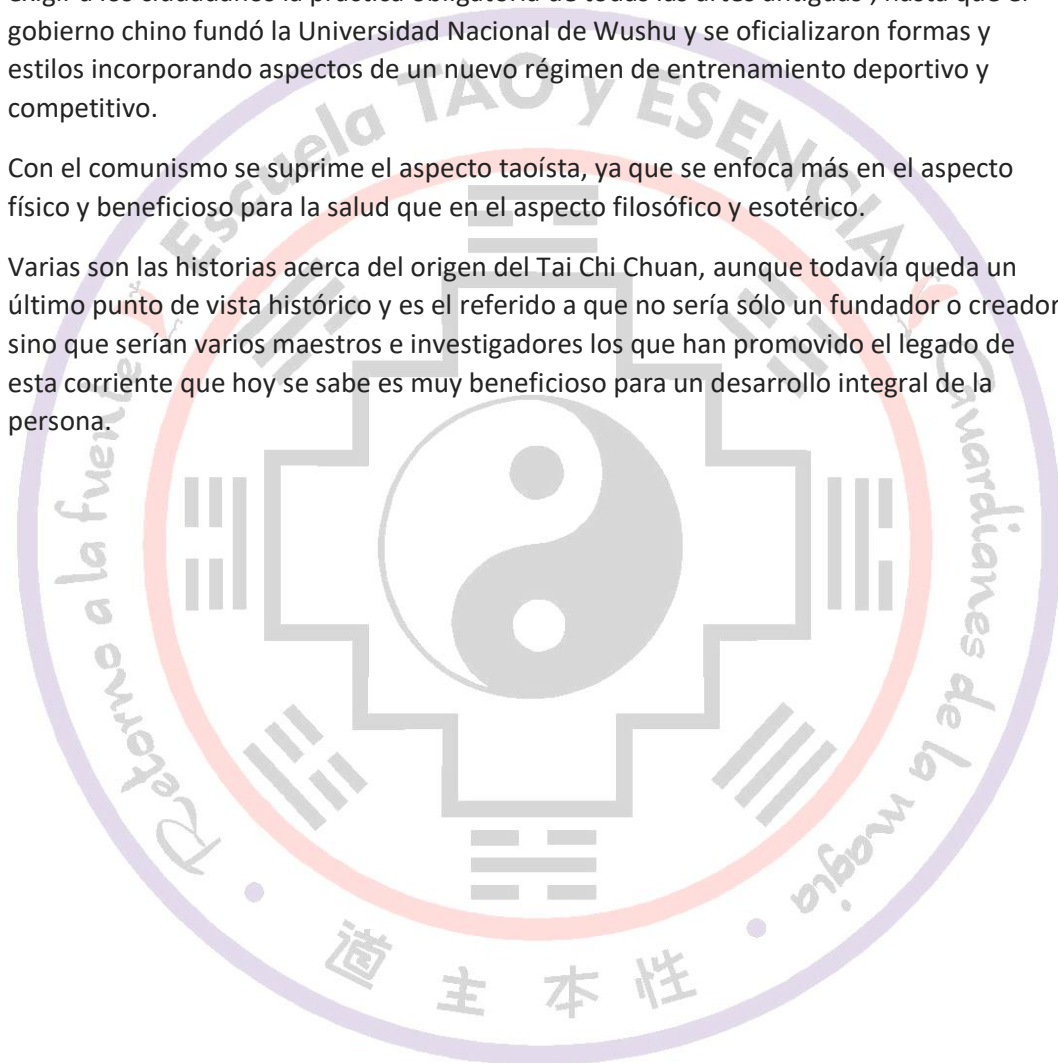 exigir a los ciudadanos la práctica obligatoria de todas las artes antiguas , hasta que el
gobierno chino fundó la Universidad Nacional de Wushu y se oficializaron formas y
estilos incorporando aspectos de un nuevo régimen de entrenamiento deportivo y
competitivo.
Con el comunismo se suprime el aspecto taoísta, ya que se enfoca más en el aspecto
físico y beneficioso para la salud que en el aspecto filosófico y esotérico.
Varias son las historias acerca del origen del Tai Chi Chuan, aunque todavía queda un
último punto de vista histórico y es el referido a que no sería sólo un fundador o creador
sino que serían varios maestros e investigadores los que han promovido el legado de
esta corriente que hoy se sabe es muy beneficioso para un desarrollo integral de la
persona.
Escuela TAO y ESENCIA
Retorno a la fuente
Guardianes de la magia
道 主 本 性